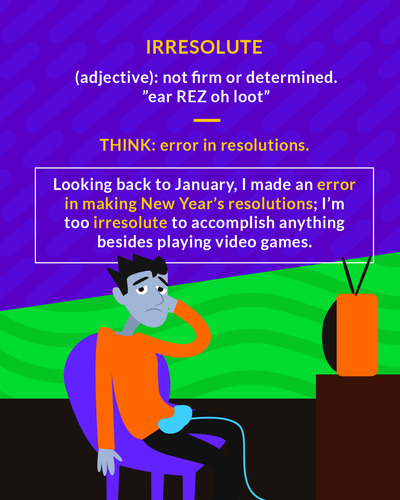 IRRESOLUTE
(adjective): not firm or determined.
”ear REZ oh loot”
THINK: error in resolutions.
Looking back to January, I made an error
in making New Year’s resolutions; I’m
too irresolute to accomplish anything
besides playing video games.